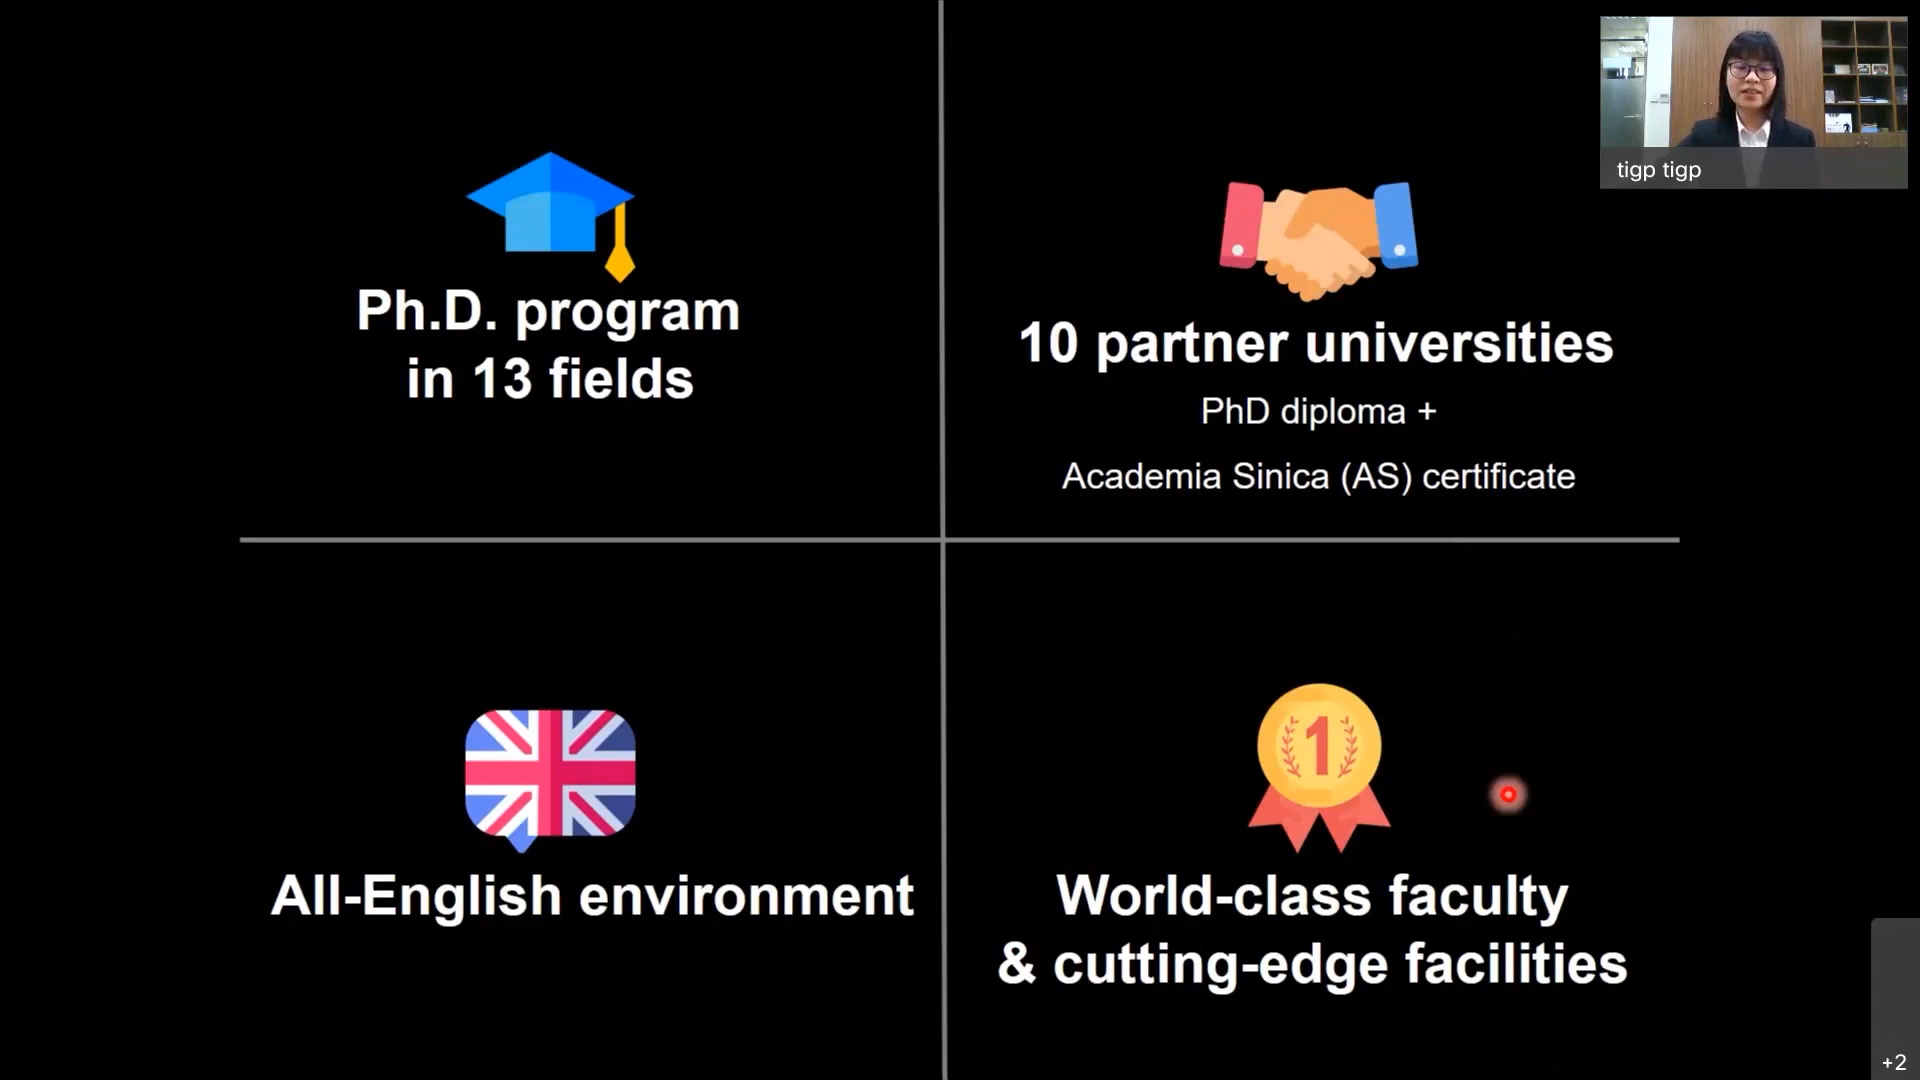 tigp tigp
Ph.D. program
in 13 fields
10 partner universities
PhD diploma +
Academia Sinica (AS) certificate
All-English environment
1
World-class faculty
& cutting-edge facilities
+2